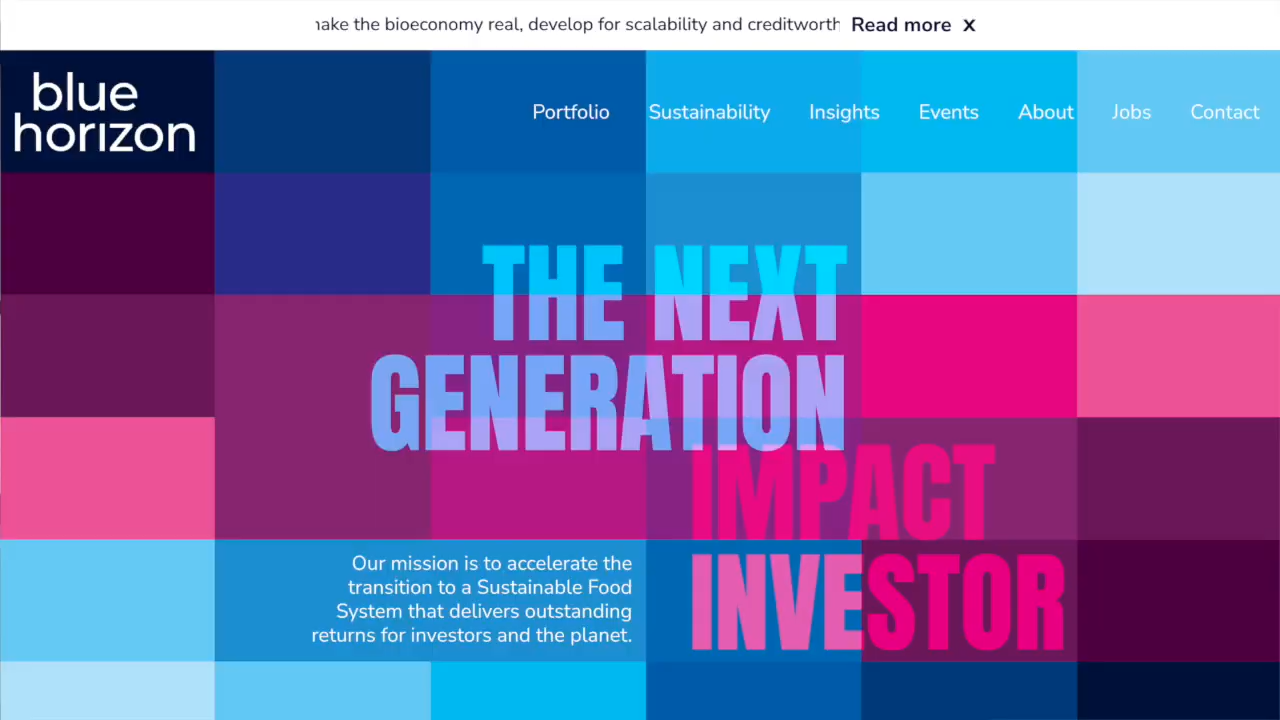 the bioeconomy real, develop for scalability and Read more X
blue
horizon
Portfolio Sustainability Insights Events About Jobs Contact
THE NEXT
GENERATION
IMPACT
INVESTOR
Our mission is to accelerate the
transition to a Sustainable Food
System that delivers outstanding
returns for investors and the planet.